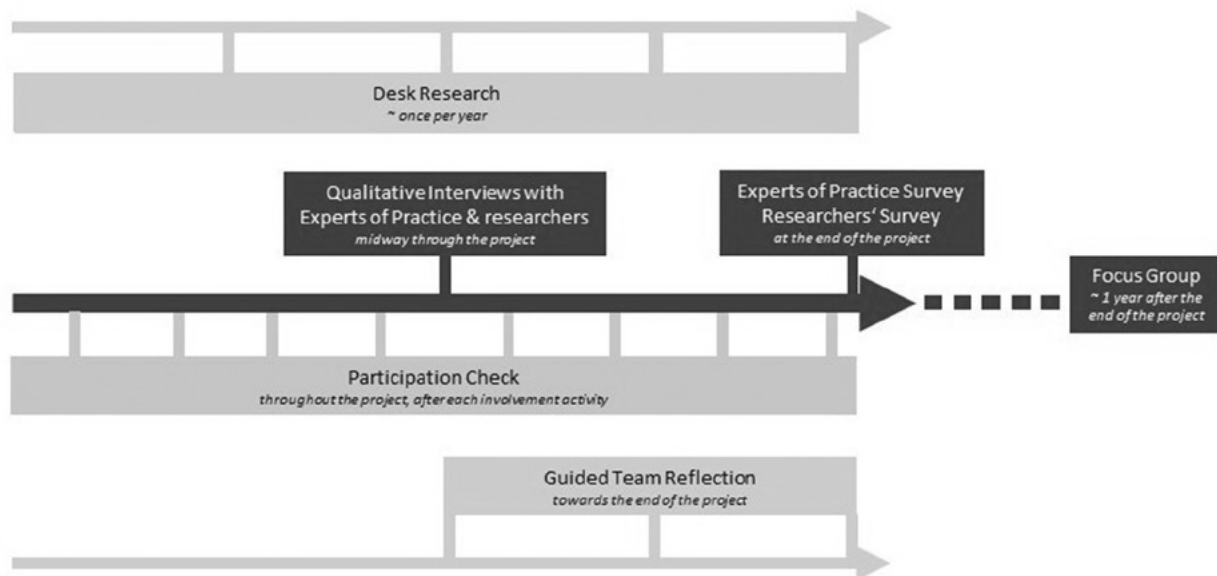 Desk Research
~ once per year
Qualitative Interviews with
Experts of Practice & researchers
midway through the project
Experts of Practice Survey
Researchers‘ Survey
at the end of the project
Focus Group
~ 1 year after the
end of the project
Participation Check
throughout the project, after each involvement activity
Guided Team Reflection
towards the end of the project